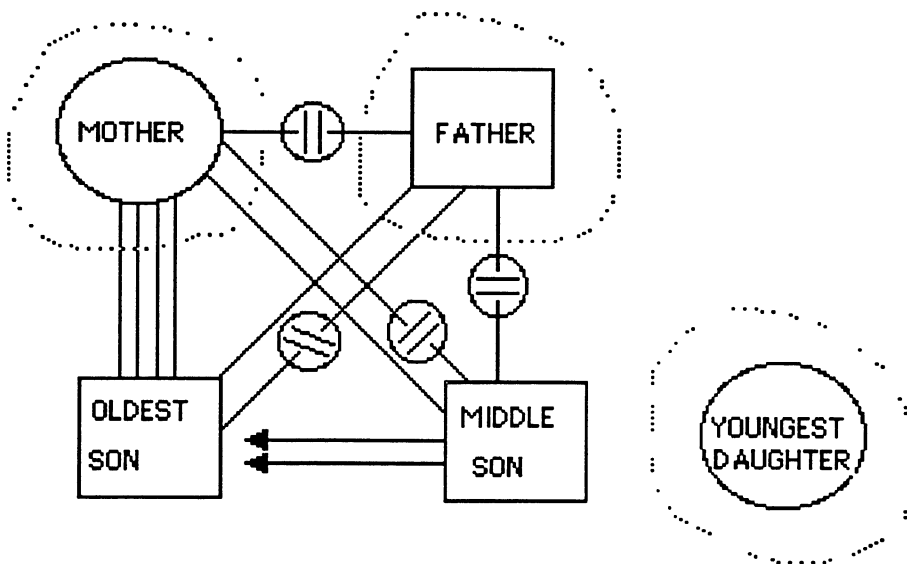 MOTHER
FATHER
OLDEST
SON
MIDDLE
SON
YOUNGEST
DAUGHTER